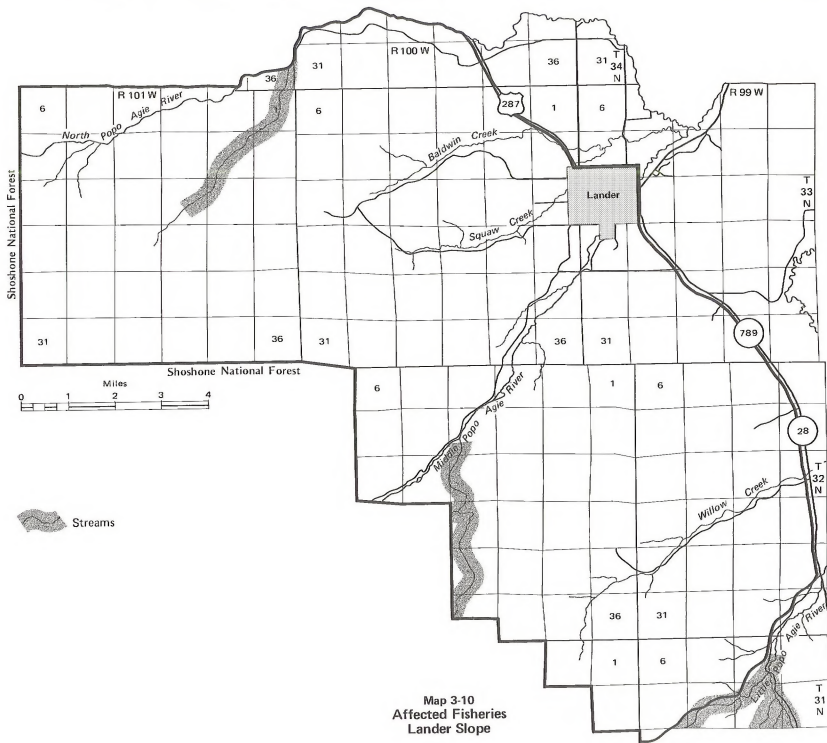 R 100 W
31
36
31
T
34
N
36
R 101 W
R 99 W
6
6
1
6
287
North Popo Agie River
Baldwin Creek
Lander
T
33
N
Squaw Creek
Shoshone National Forest
31
36
31
36
31
789
Shoshone National Forest
Miles
0 1 2 3 4
6
1
6
Middle Popo Agie River
28
T
32
N
Willow Creek
Streams
36
31
1
6
Little Popo Agie River
T
31
N
Map 3-10
Affected Fisheries
Lander Slope